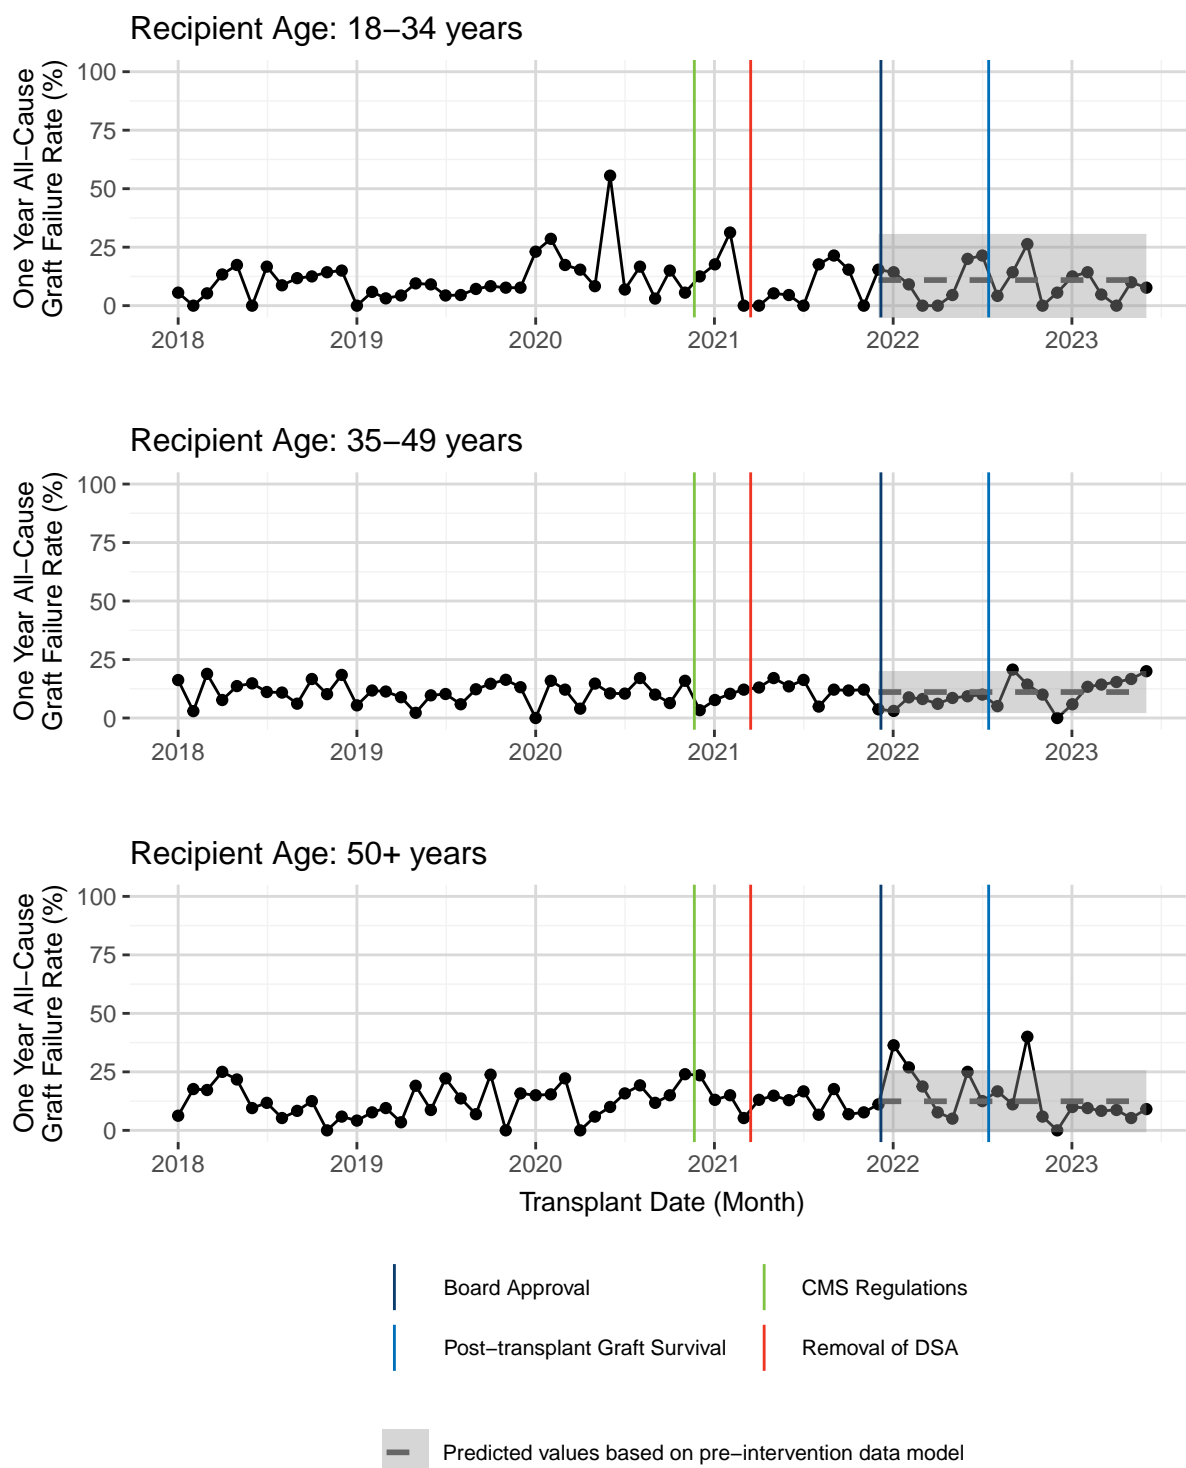 Recipient Age: 18−34 years
One Year All−Cause
Graft Failure Rate (%)
100
75
50
25
0
2018 2019 2020 2021 2022 2023
Recipient Age: 35−49 years
One Year All−Cause
Graft Failure Rate (%)
100
75
50
25
0
2018 2019 2020 2021 2022 2023
Recipient Age: 50+ years
One Year All−Cause
Graft Failure Rate (%)
100
75
50
25
0
2018 2019 2020 2021 2022 2023
Transplant Date (Month)
Board Approval CMS Regulations
Post−transplant Graft Survival Removal of DSA
Predicted values based on pre−intervention data model